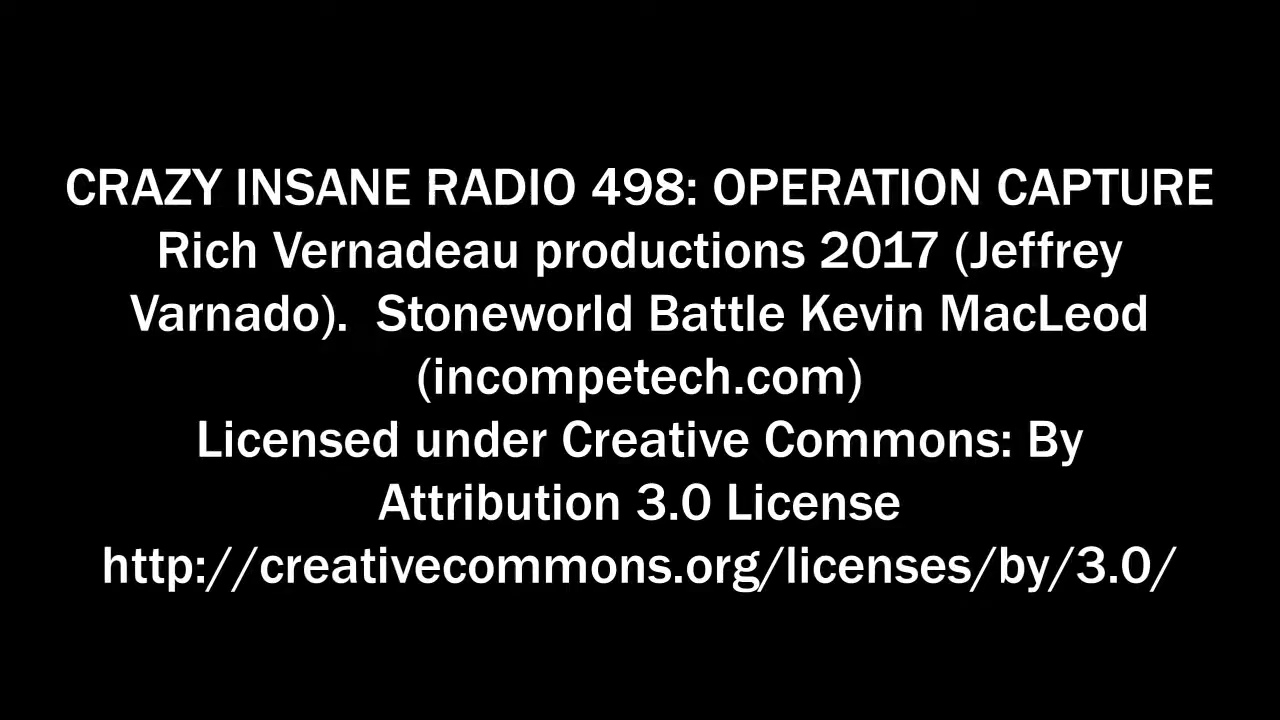 CRAZY INSANE RADIO 498: OPERATION CAPTURE
Rich Vernadeau productions 2017 (Jeffrey
Varnado).  Stoneworld Battle Kevin MacLeod
(incompetech.com)
Licensed under Creative Commons: By
Attribution 3.0 License
http://creativecommons.org/licenses/by/3.0/